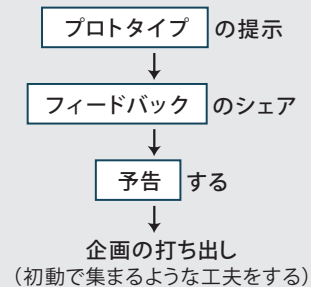 プロトタイプ の提示
フィードバック のシェア
予告 する
企画の打ち出し
（初動で集まるような工夫をする）